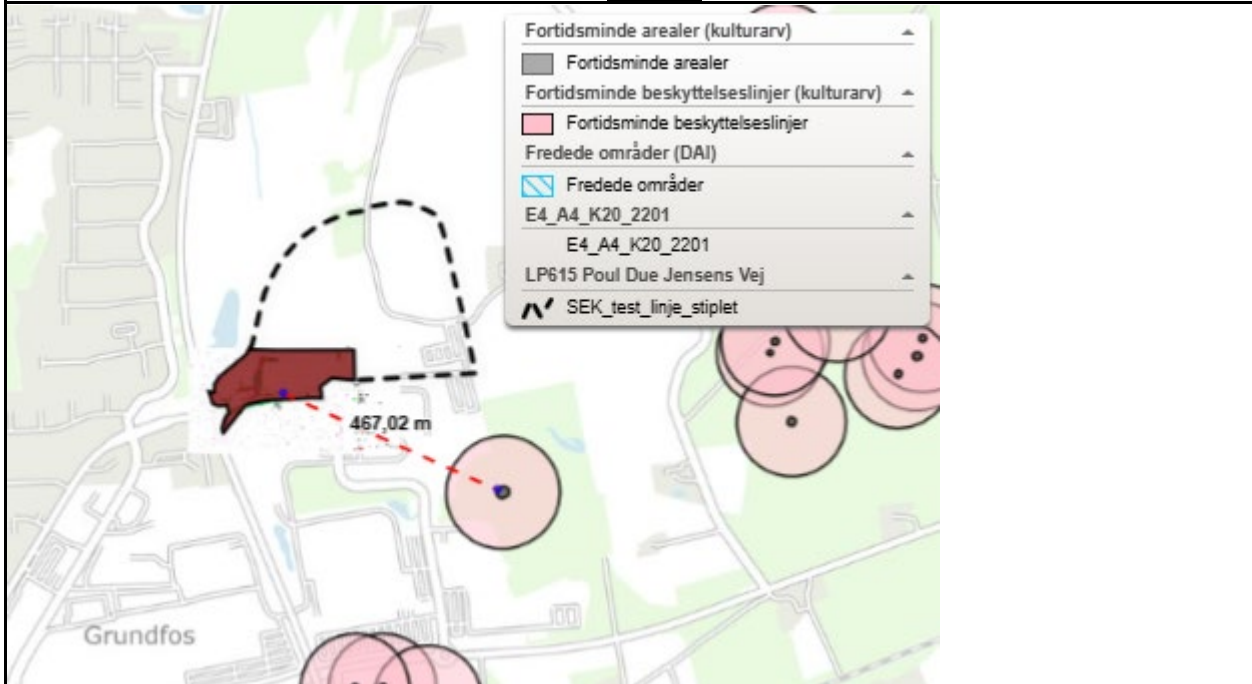 Fortidsminde arealer (kulturarv)
Fortidsminde arealer
Fortidsminde beskyttelseslinjer (kulturarv)
Fortidsminde beskyttelseslinjer
Fredede områder (DAI)
Fredede områder
E4_A4_K20_2201
E4_A4_K20_2201
LP615 Poul Due Jensens Vej
SEK_test_linje_stiplet
467,02 m
Grundfos